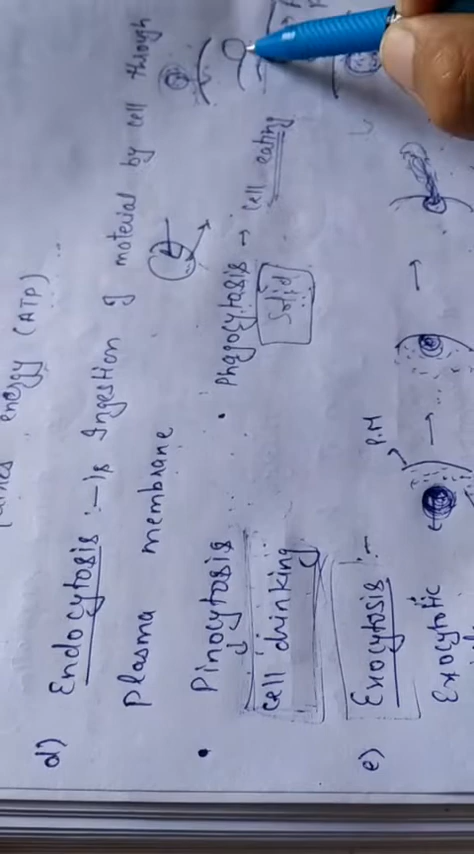 energy (ATP)
d) Endocytosis :- is Ingestion of material by cell through
Plasma membrane
• Pinocytosis
cell drinking
• Phagocytosis → cell eating
Solid
e) Exocytosis :-
P.M
Exocytotic